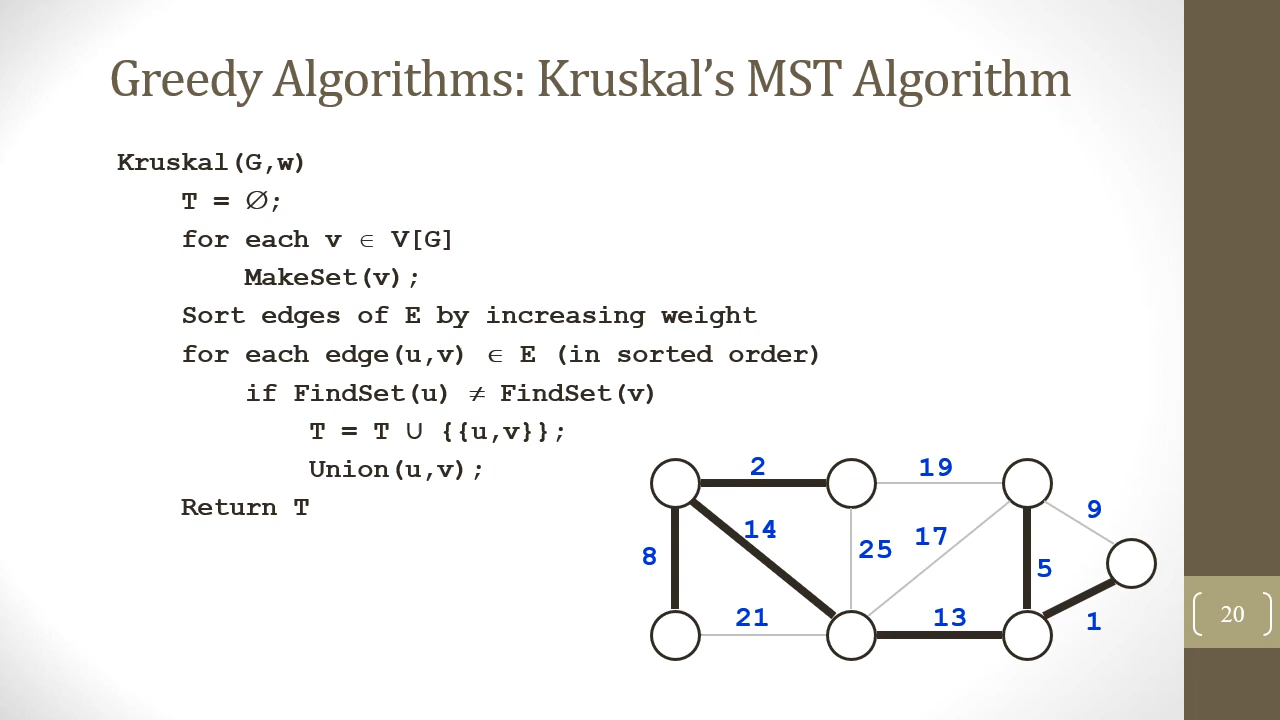 Greedy Algorithms: Kruskal’s MST Algorithm
Kruskal(G,w)
T = ∅;
for each v ∈ V[G]
MakeSet(v);
Sort edges of E by increasing weight
for each edge(u,v) ∈ E (in sorted order)
if FindSet(u) ≠ FindSet(v)
T = T ∪ {{u,v}};
Union(u,v);
Return T
2
19
9
14
25
17
8
5
21
13
1
20